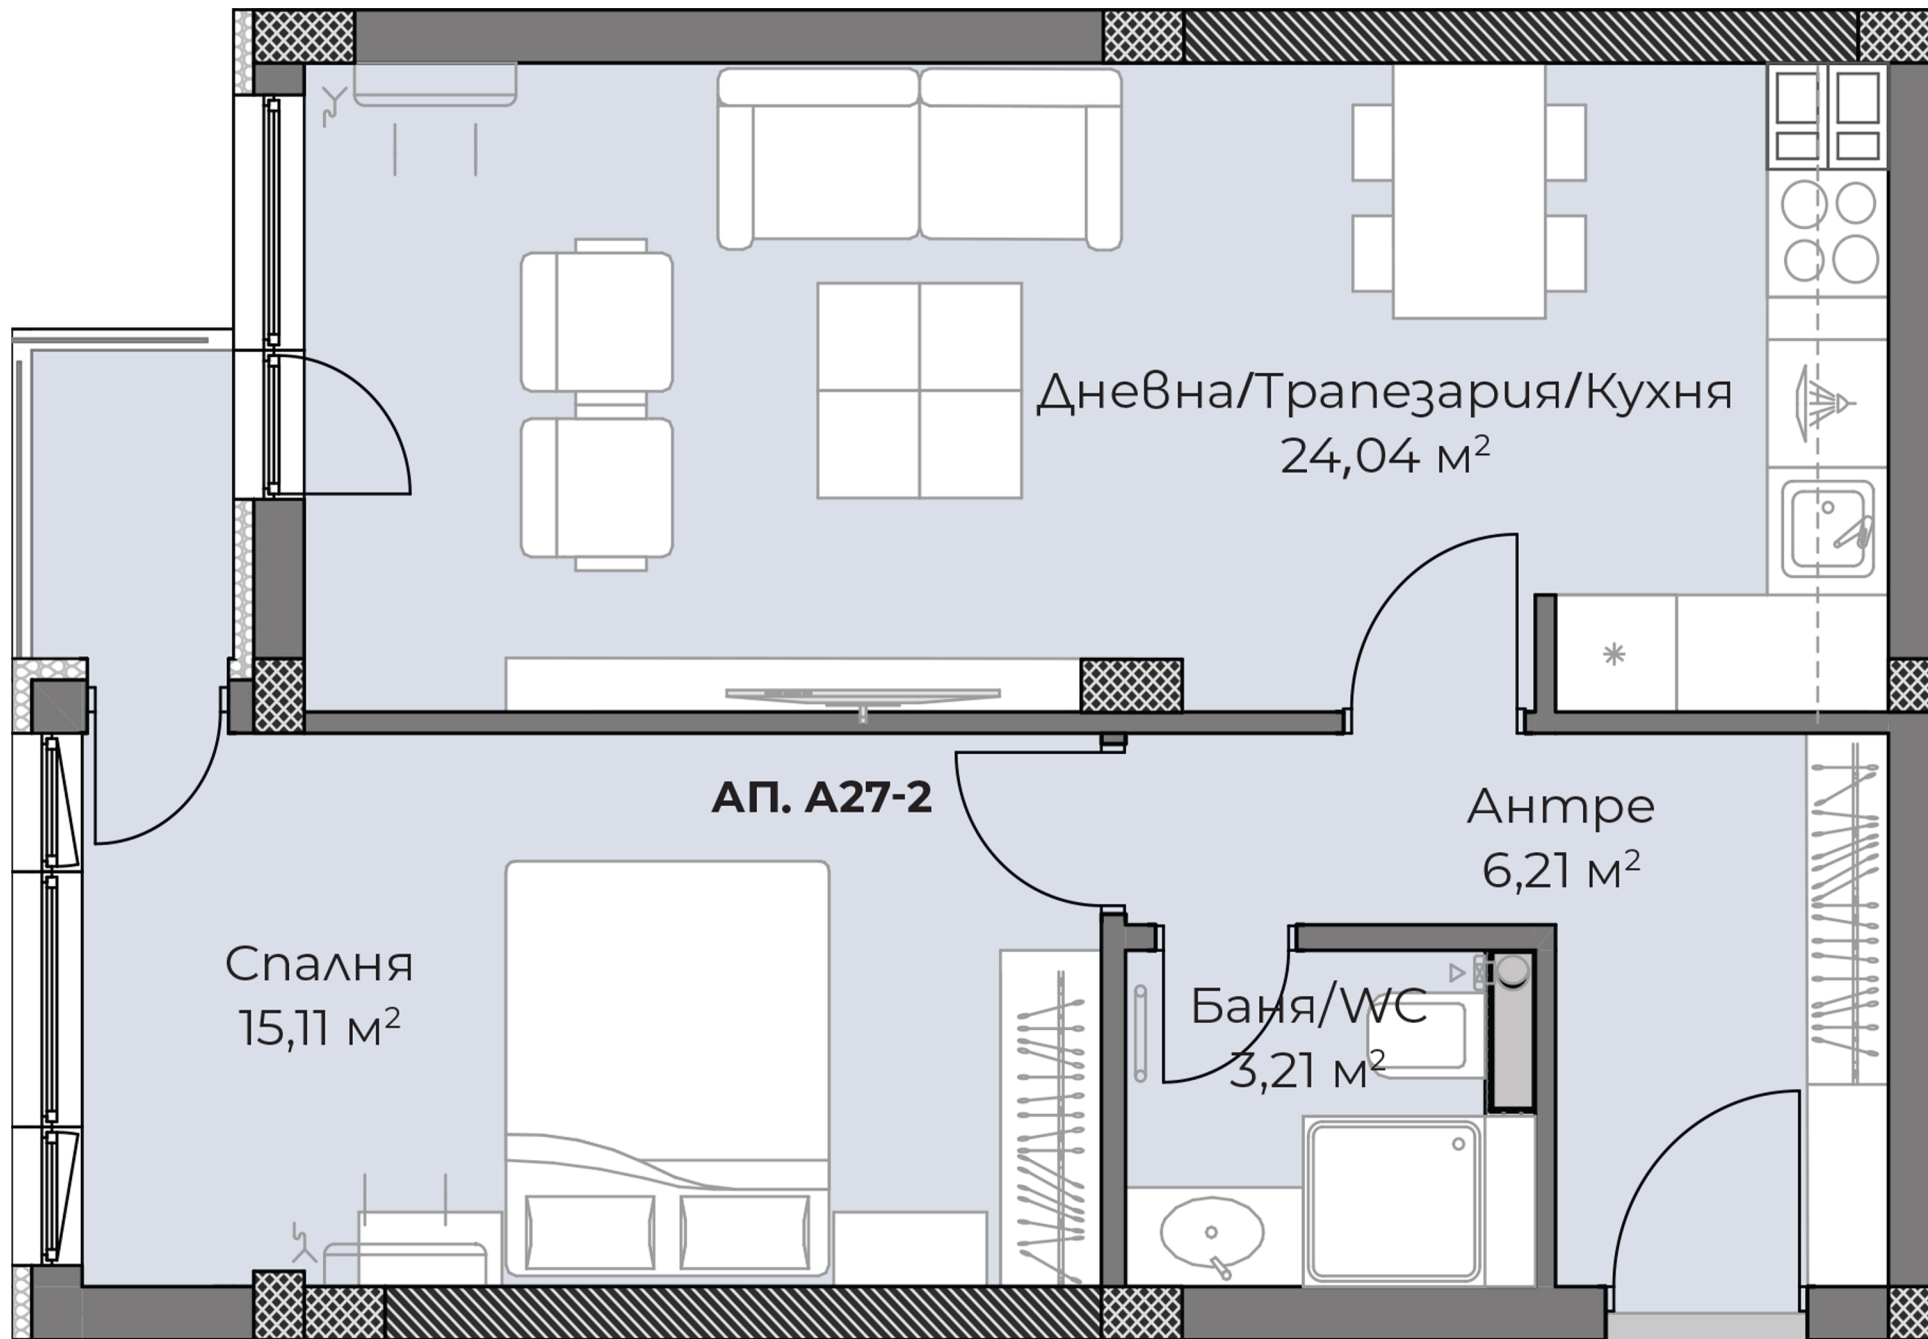 Дневна/Трапезария/Кухня
24,04 м²
АП. А27-2
Антре
6,21 м²
Спалня
15,11 м²
Баня/WC
3,21 м²